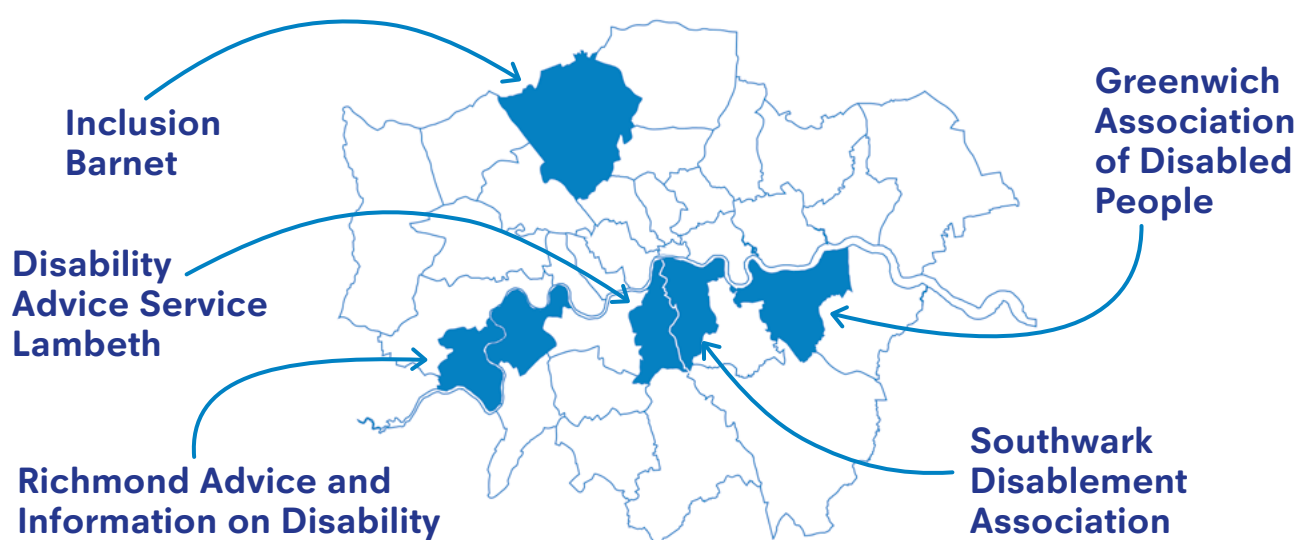 Inclusion
Barnet
Greenwich
Association
of Disabled
People
Disability
Advice Service
Lambeth
Richmond Advice and
Information on Disability
Southwark
Disablement
Association